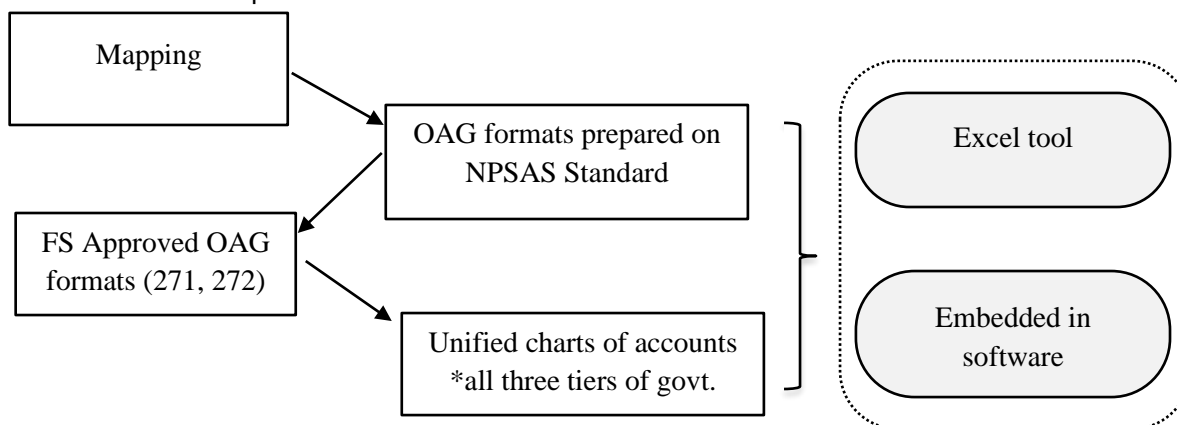 Mapping
OAG formats prepared on
NPSAS Standard
FS Approved OAG
formats (271, 272)
Unified charts of accounts
*all three tiers of govt.
Excel tool
Embedded in
software